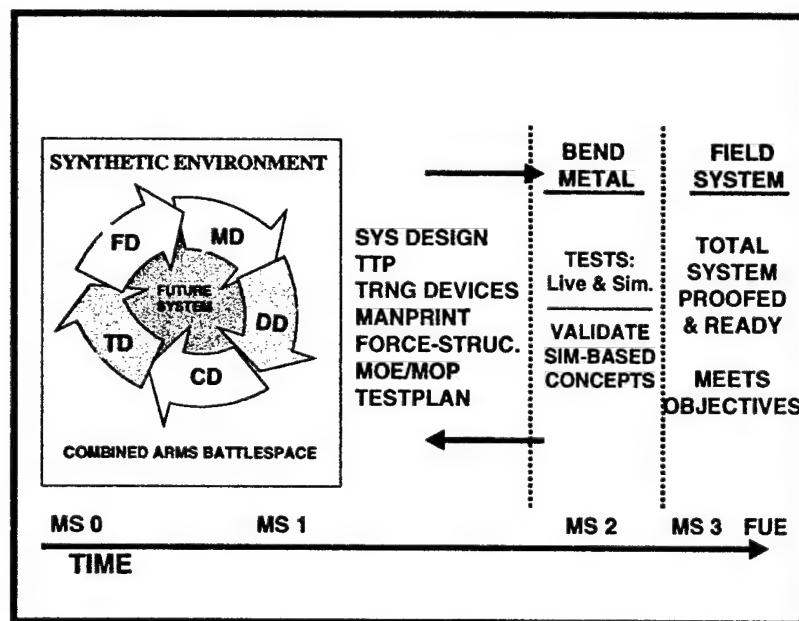 SYNTHETIC ENVIRONMENT
FD
MD
FUTURE
SYSTEM
TD
DD
CD
COMBINED ARMS BATTLESPACE
SYS DESIGN
TTP
TRNG DEVICES
MANPRINT
FORCE-STRUC.
MOE/MOP
TESTPLAN
BEND
METAL
TESTS:
Live & Sim.
VALIDATE
SIM-BASED
CONCEPTS
FIELD
SYSTEM
TOTAL
SYSTEM
PROOFED
& READY
MEETS
OBJECTIVES
MS 0
MS 1
MS 2
MS 3
FUE
TIME